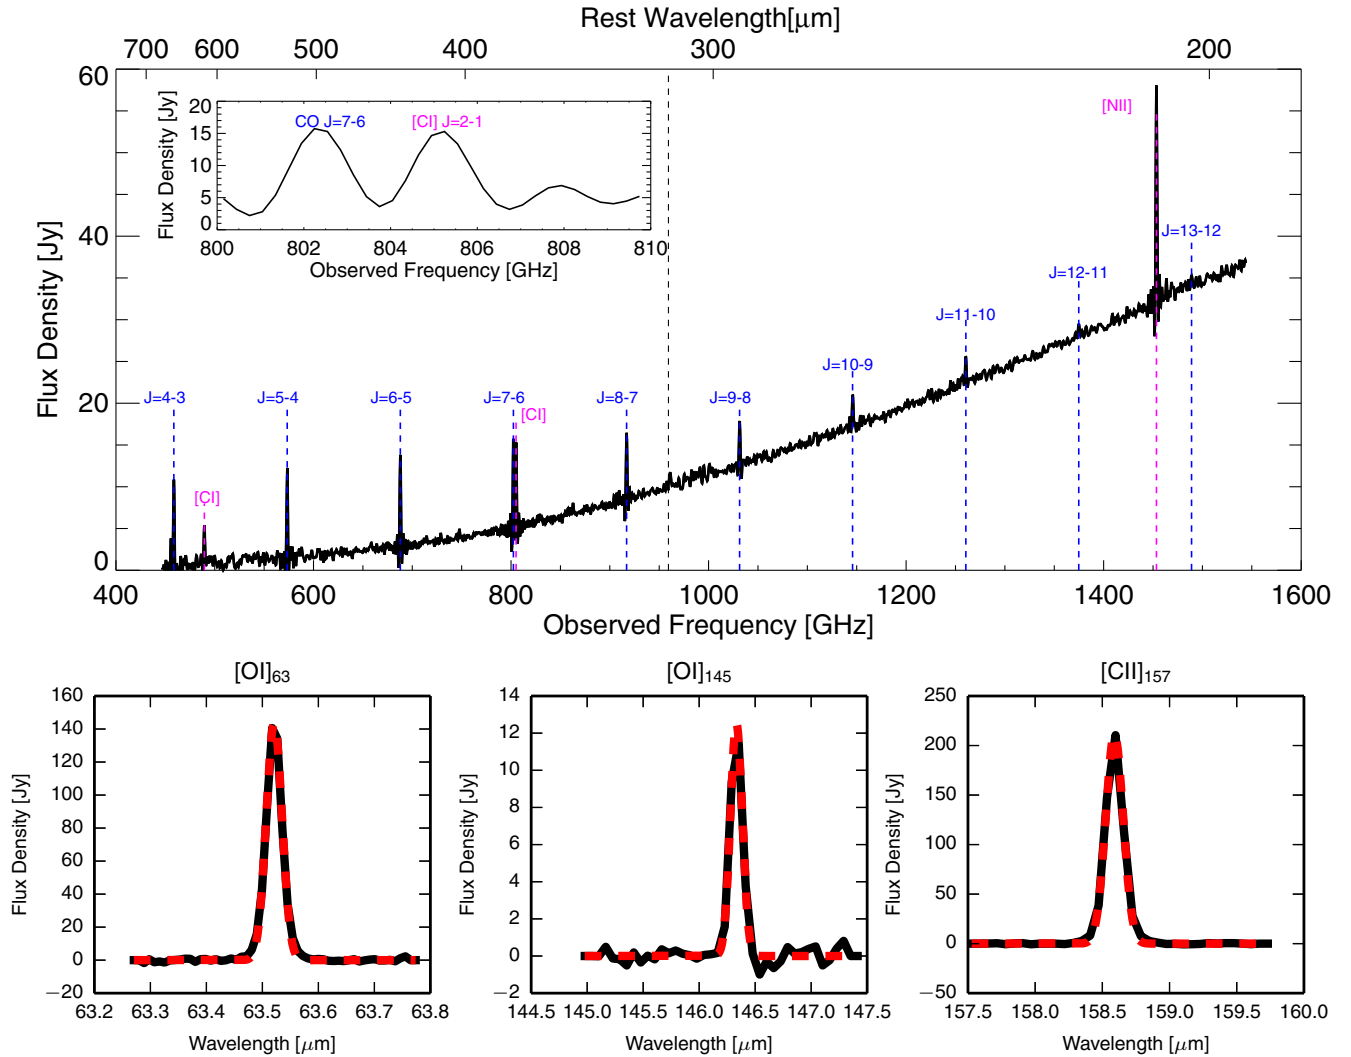 Rest Wavelength[μm]
700 600 500 400 300 200
60
40
20
0
Flux Density [Jy]
20
15
10
5
0
Flux Density [Jy]
CO J=7-6 [CI] J=2-1
800 802 804 806 808 810
Observed Frequency [GHz]
[NII]
J=13-12
J=12-11
J=11-10
J=10-9
J=4-3 J=5-4 J=6-5 J=7-6 J=8-7 J=9-8
[CI]
[CI]
400 600 800 1000 1200 1400 1600
Observed Frequency [GHz]
[OI]63
160
140
120
100
80
60
40
20
0
−20
Flux Density [Jy]
63.2 63.3 63.4 63.5 63.6 63.7 63.8
Wavelength [μm]
[OI]145
14
12
10
8
6
4
2
0
−2
Flux Density [Jy]
144.5 145.0 145.5 146.0 146.5 147.0 147.5
Wavelength [μm]
[CII]157
250
200
150
100
50
0
−50
Flux Density [Jy]
157.5 158.0 158.5 159.0 159.5 160.0
Wavelength [μm]